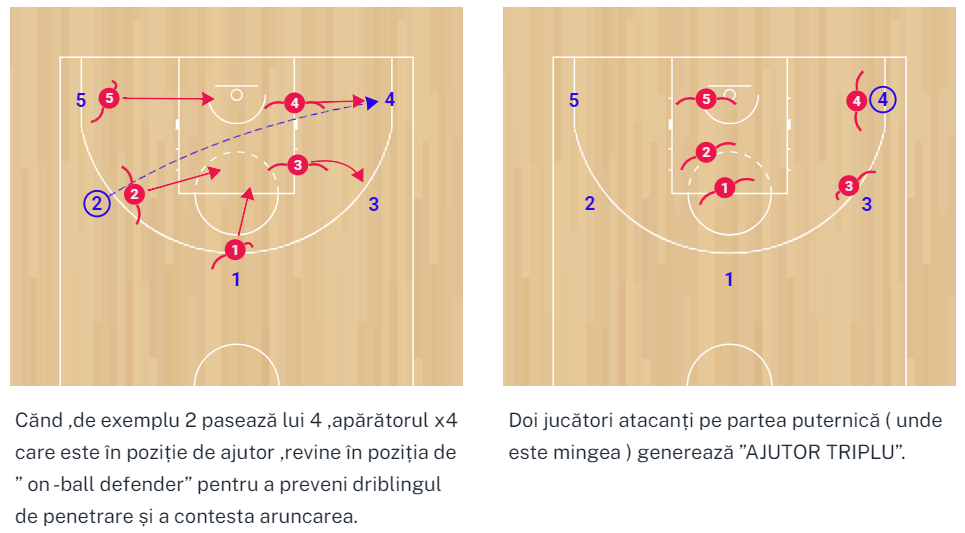 5 5 4 4
3
2 2 3
1
1
5 5 4 4
2
1 3
2 3
1
Cănd ,de exemplu 2 pasează lui 4 ,apărătorul x4
care este în poziție de ajutor ,revine în poziția de
” on -ball defender” pentru a preveni driblingul
de penetrare și a contesta aruncarea.
Doi jucători atacanți pe partea puternică ( unde
este mingea ) generează ”AJUTOR TRIPLU”.